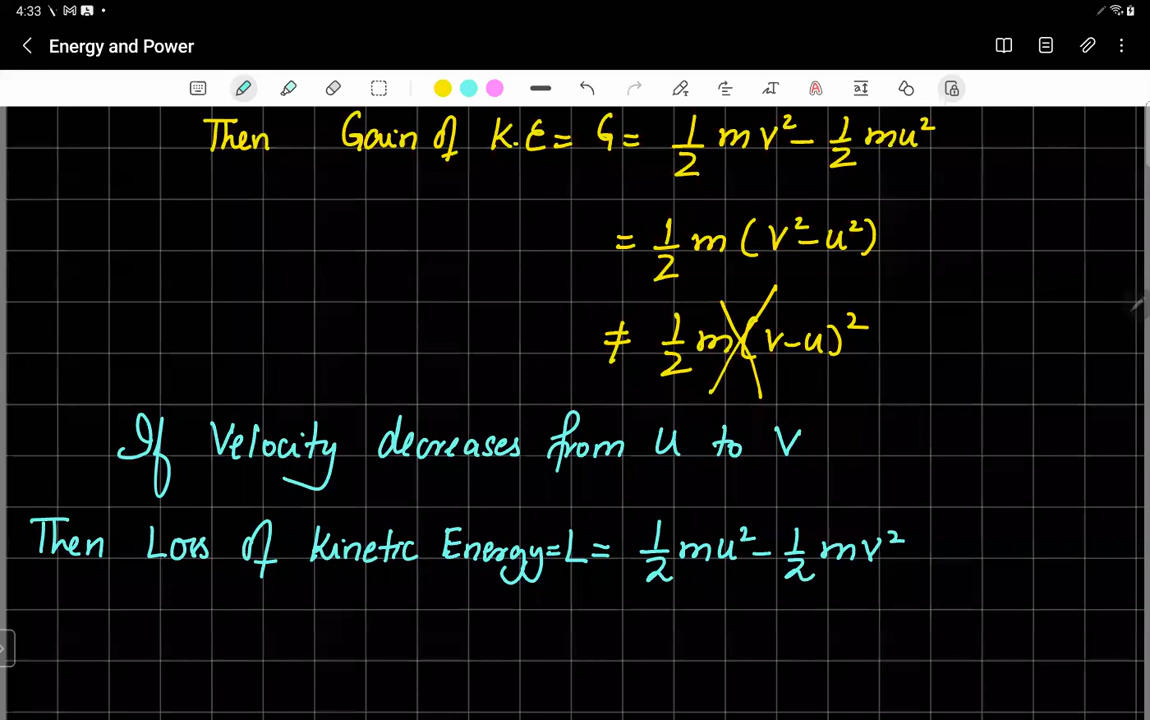 4:33
Energy and Power
Then Gain of K.E = G = 1/2 mv² - 1/2 mu²
= 1/2 m (v² - u²)
≠ 1/2 m (v - u)²
If Velocity decreases from u to v
Then Loss of Kinetic Energy = L = 1/2 mu² - 1/2 mv²